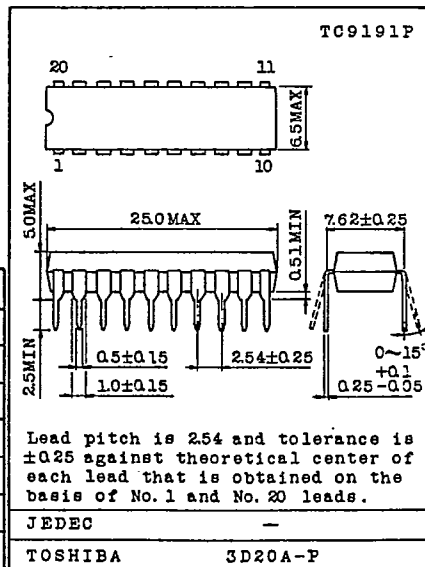 TC9191P
20 11
6.5MAX
1 10
5.0MAX
25.0MAX
0.51MIN
7.62±0.25
2.5MIN
0.5±0.15
2.54±0.25
1.0±0.15
0~15°
+0.1
0.25-0.05
Lead pitch is 2.54 and tolerance is
±0.25 against theoretical center of
each lead that is obtained on the
basis of No.1 and No.20 leads.
JEDEC —
TOSHIBA 3D20A-P